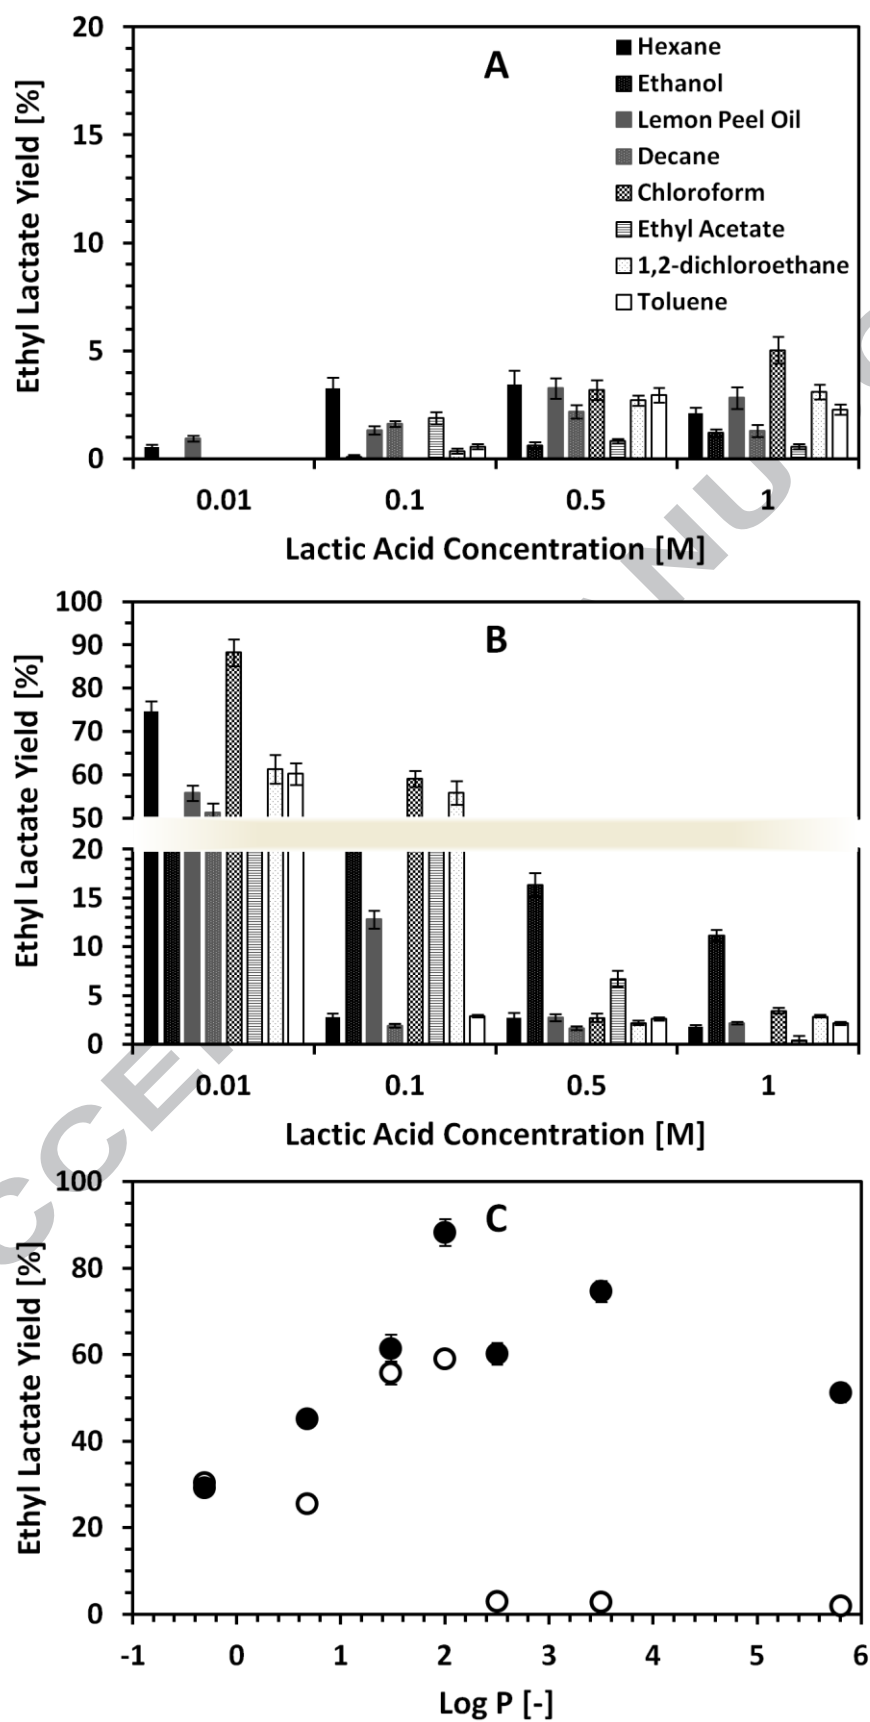 A
Ethyl Lactate Yield [%]
20
15
10
5
0
Hexane
Ethanol
Lemon Peel Oil
Decane
Chloroform
Ethyl Acetate
1,2-dichloroethane
Toluene
0.01 0.1 0.5 1
Lactic Acid Concentration [M]
B
Ethyl Lactate Yield [%]
Ethyl Lactate Yield [%]
100
90
80
70
60
50
20
15
10
5
0
0.01 0.1 0.5 1
Lactic Acid Concentration [M]
C
Ethyl Lactate Yield [%]
100
80
60
40
20
0
-1 0 1 2 3 4 5 6
Log P [-]